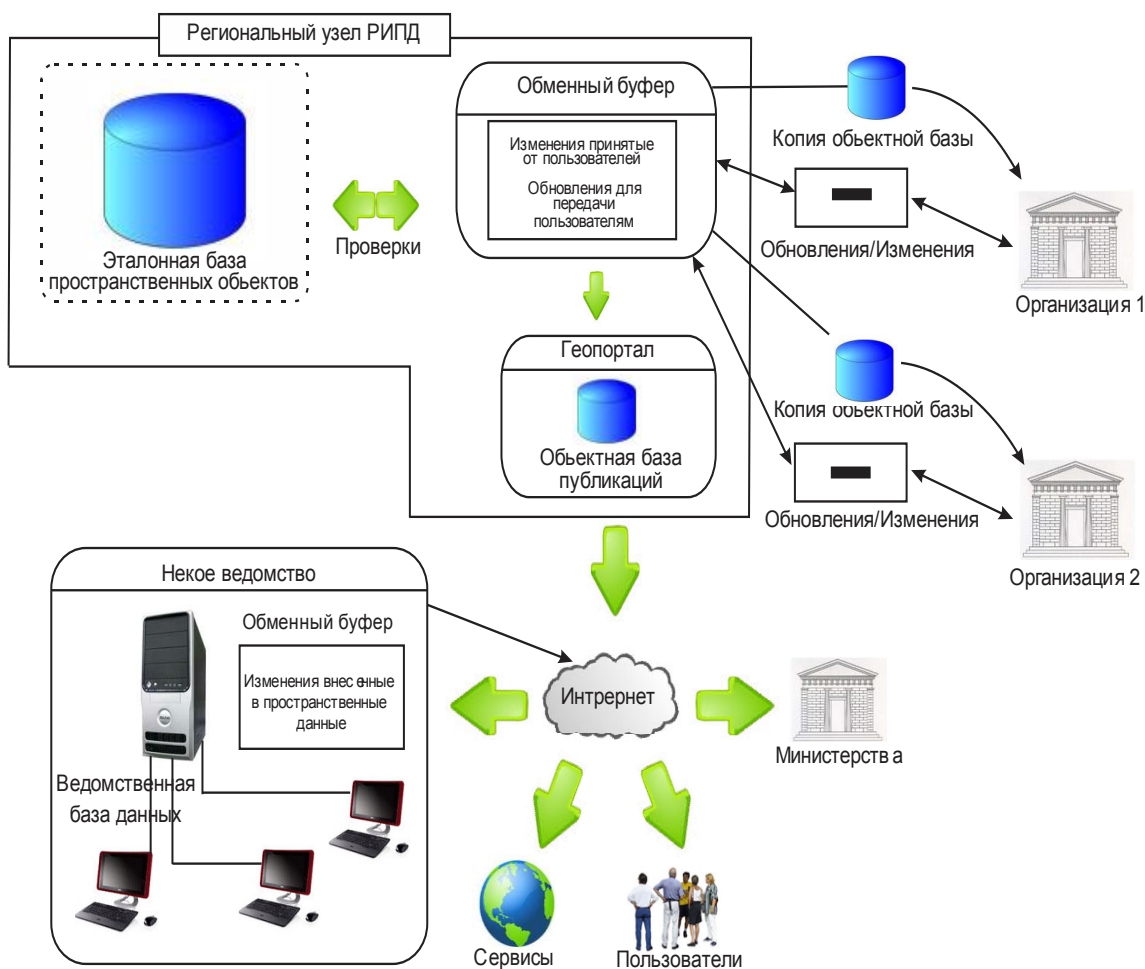 Региональный узел РИПД
Эталонная база
пространственных обьектов
Проверки
Обменный буфер
Изменения принятые
от пользователей
Обновления для
передачи
пользователям
Копия обьектной базы
Обновления/Изменения
Организация 1
Геопортал
Обьектная база
публикаций
Копия обьектной базы
Обновления/Изменения
Организация 2
Некое ведомство
Обменный буфер
Изменения внесенные
в пространственные
данные
Ведомственная
база данных
Интрернет
Министерства
Сервисы
Пользователи